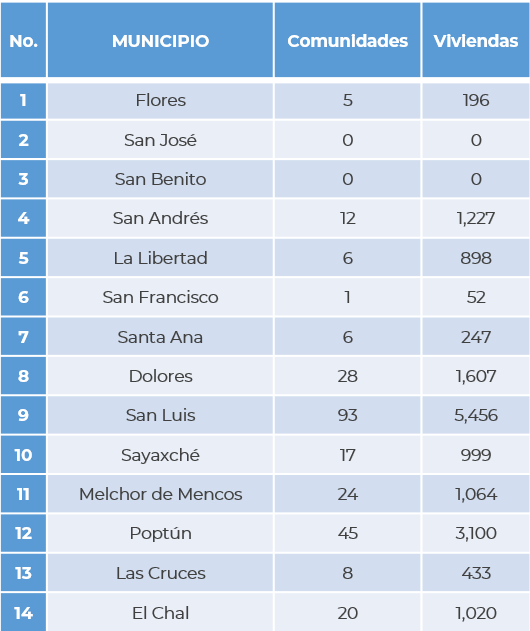 No. MUNICIPIO Comunidades Viviendas
1 Flores 5 196
2 San José 0 0
3 San Benito 0 0
4 San Andrés 12 1,227
5 La Libertad 6 898
6 San Francisco 1 52
7 Santa Ana 6 247
8 Dolores 28 1,607
9 San Luis 93 5,456
10 Sayaxché 17 999
11 Melchor de Mencos 24 1,064
12 Poptún 45 3,100
13 Las Cruces 8 433
14 El Chal 20 1,020